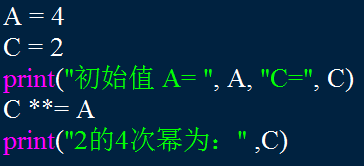 A = 4
C = 2
print("初始值 A= ", A, "C=", C)
C **= A
print("2的4次幂为：" ,C)